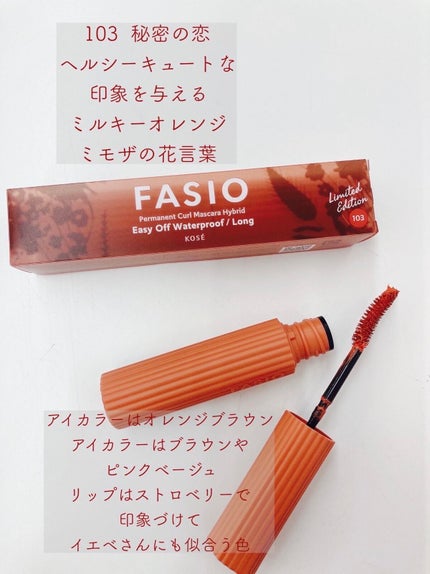 103 秘密の恋
ヘルシーキュートな
印象を与える
ミルキーオレンジ
ミモザの花言葉
FASIO
Permanent Curl Mascara Hybrid
Easy Off Waterproof / Long
KOSÉ
Limited
Edition
103
アイカラーはオレンジブラウン
アイカラーはブラウンや
ピンクベージュ
リップはストロベリーで
印象づけて
イエベさんにも似合う色